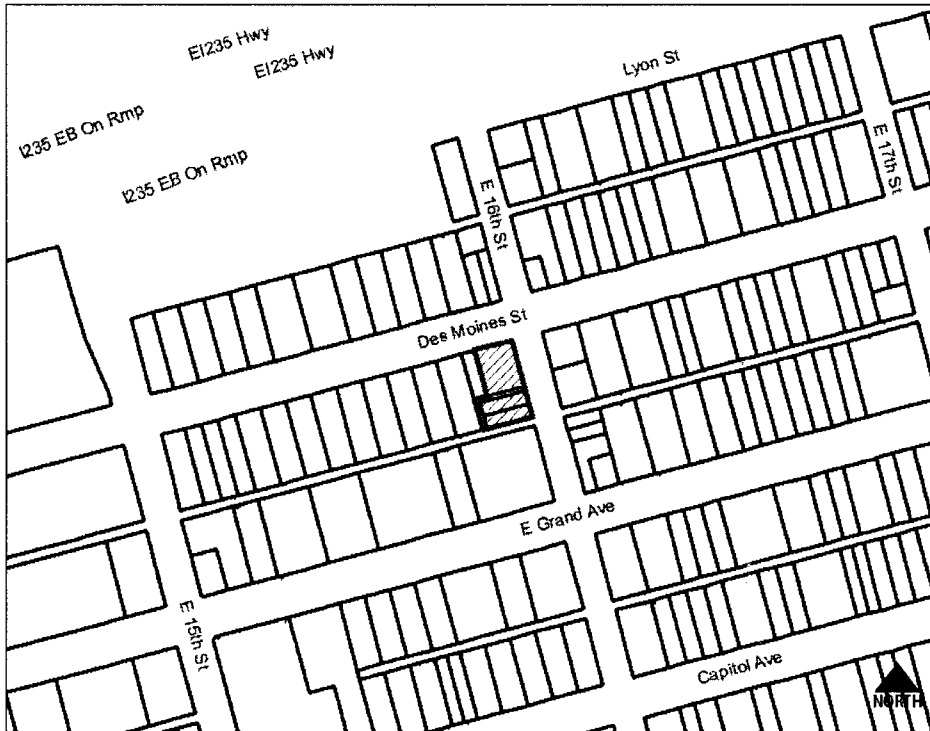 EI235 Hwy
EI235 Hwy
Lyon St
I235 EB On Rmp
I235 EB On Rmp
E 17th St
E 16th St
Des Moines St
E Grand Ave
E 15th St
Capitol Ave
NORTH